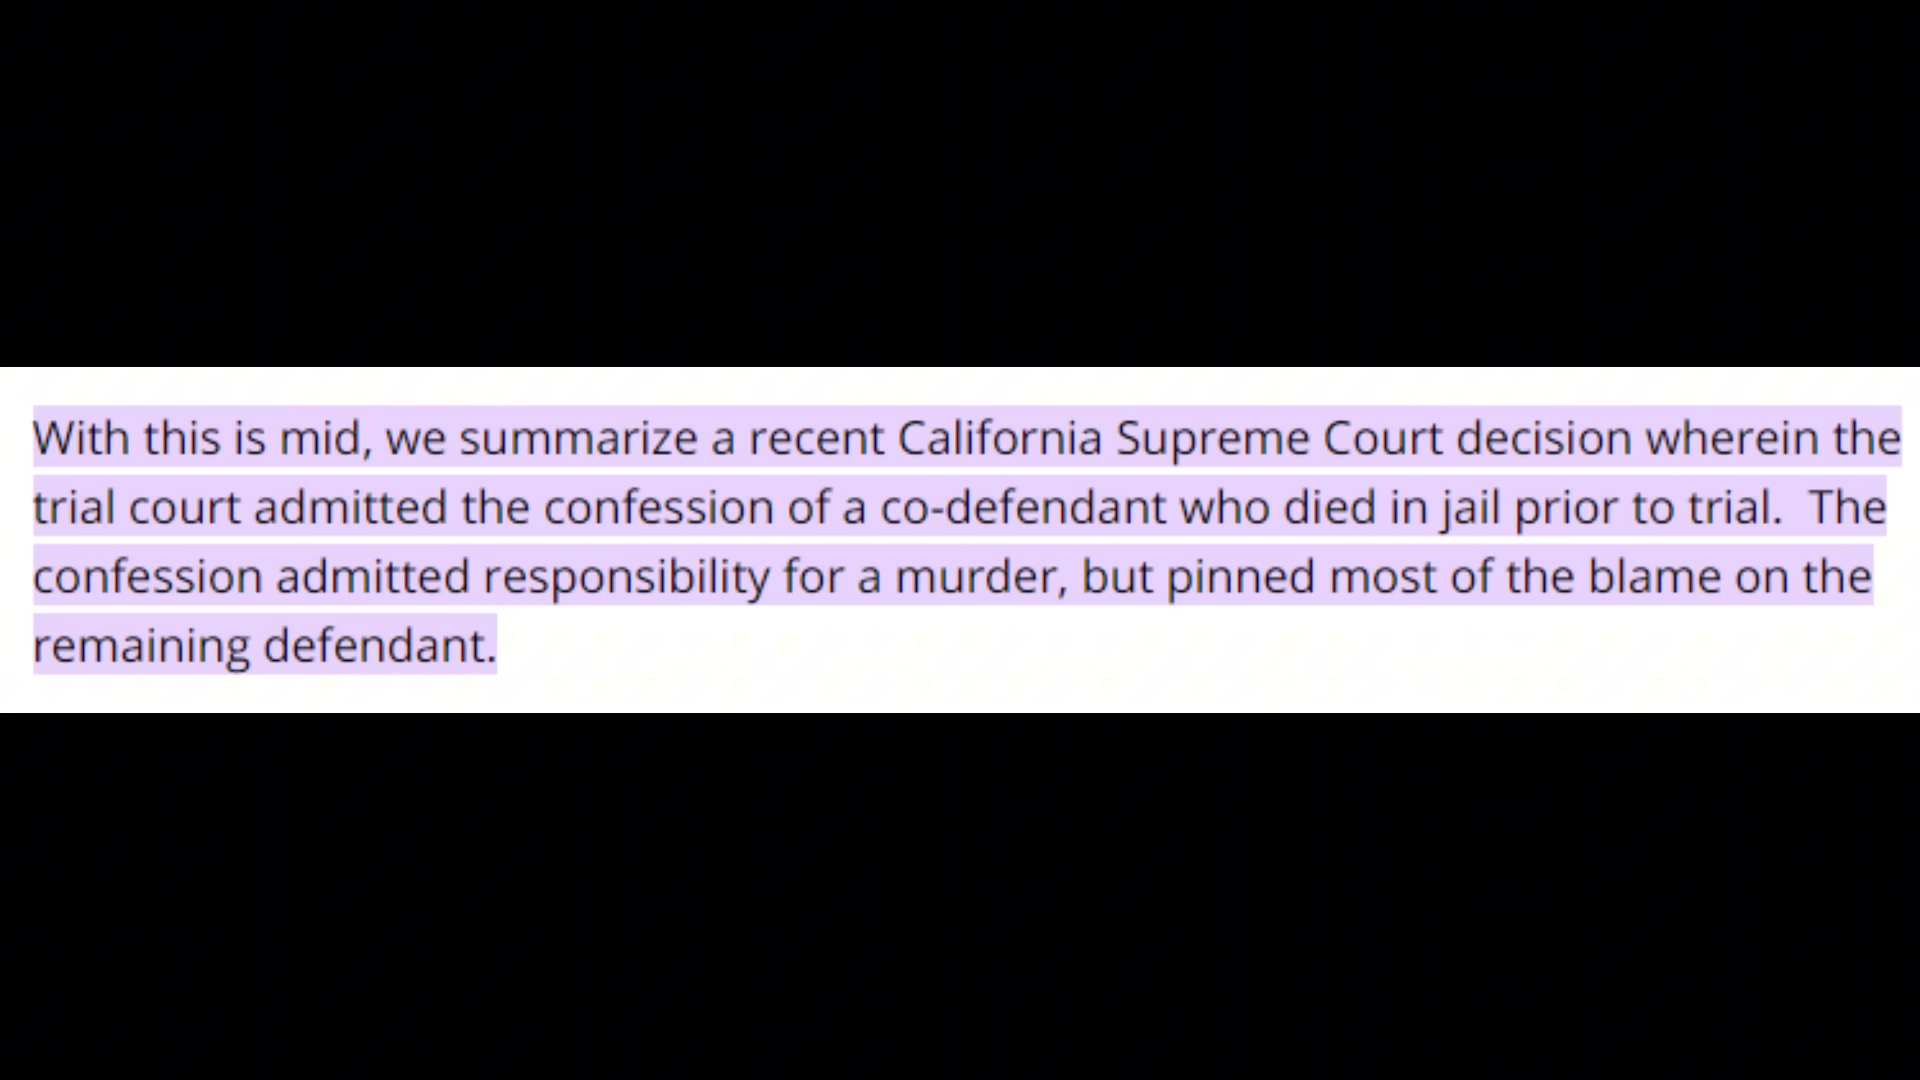 With this is mid, we summarize a recent California Supreme Court decision wherein the
trial court admitted the confession of a co-defendant who died in jail prior to trial.  The
confession admitted responsibility for a murder, but pinned most of the blame on the
remaining defendant.